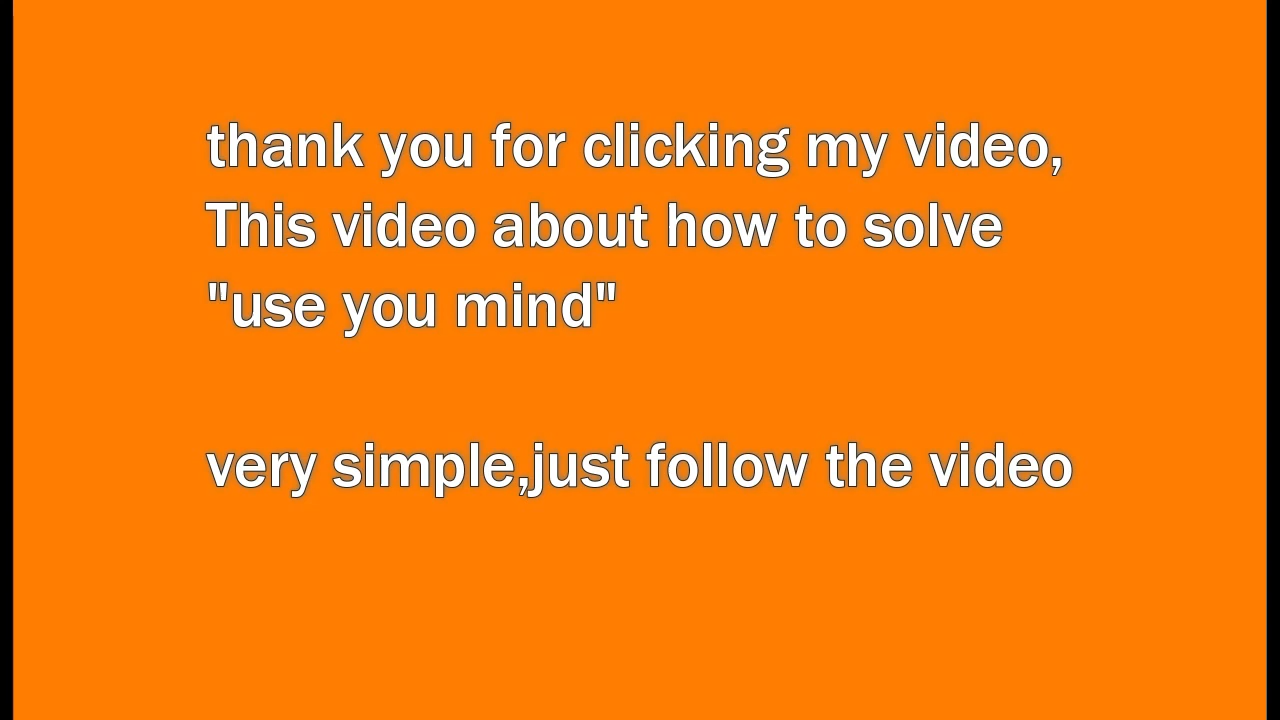 thank you for clicking my video,
This video about how to solve
"use you mind"
very simple,just follow the video